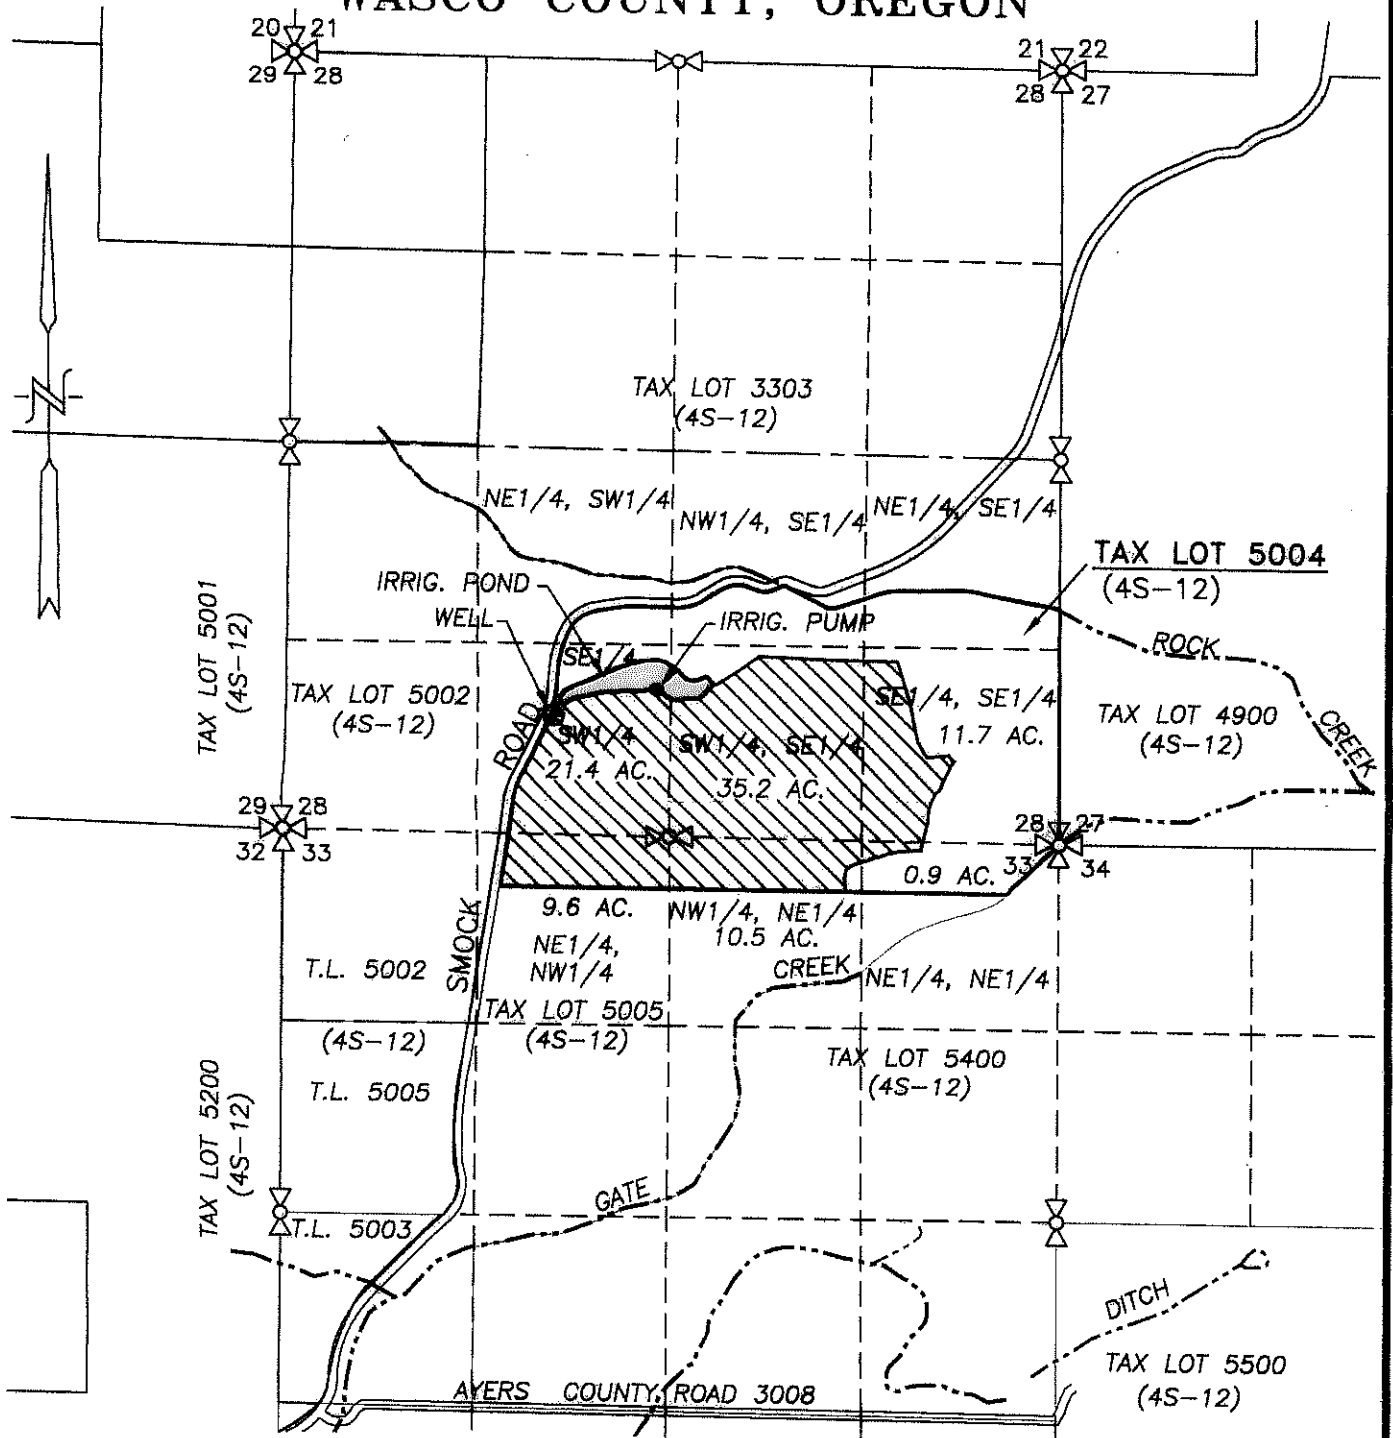 WASCO COUNTY, OREGON
20 21
29 28
21 22
28 27
TAX LOT 3303
(4S-12)
NE1/4, SW1/4
NW1/4, SE1/4
NE1/4, SE1/4
TAX LOT 5004
(4S-12)
IRRIG. POND
WELL
IRRIG. PUMP
ROCK
CREEK
TAX LOT 5001
(4S-12)
TAX LOT 5002
(4S-12)
SE1/4,
SW1/4
21.4 AC.
SW1/4, SE1/4
35.2 AC.
SE1/4, SE1/4
11.7 AC.
TAX LOT 4900
(4S-12)
ROAD
29 28
32 33
28 27
33 34
0.9 AC.
9.6 AC.
NE1/4,
NW1/4
NW1/4, NE1/4
10.5 AC.
SMOCK
T.L. 5002
(4S-12)
CREEK
NE1/4, NE1/4
TAX LOT 5005
(4S-12)
TAX LOT 5400
(4S-12)
T.L. 5005
TAX LOT 5200
(4S-12)
GATE
T.L. 5003
DITCH
TAX LOT 5500
(4S-12)
AYERS COUNTY ROAD 3008
N